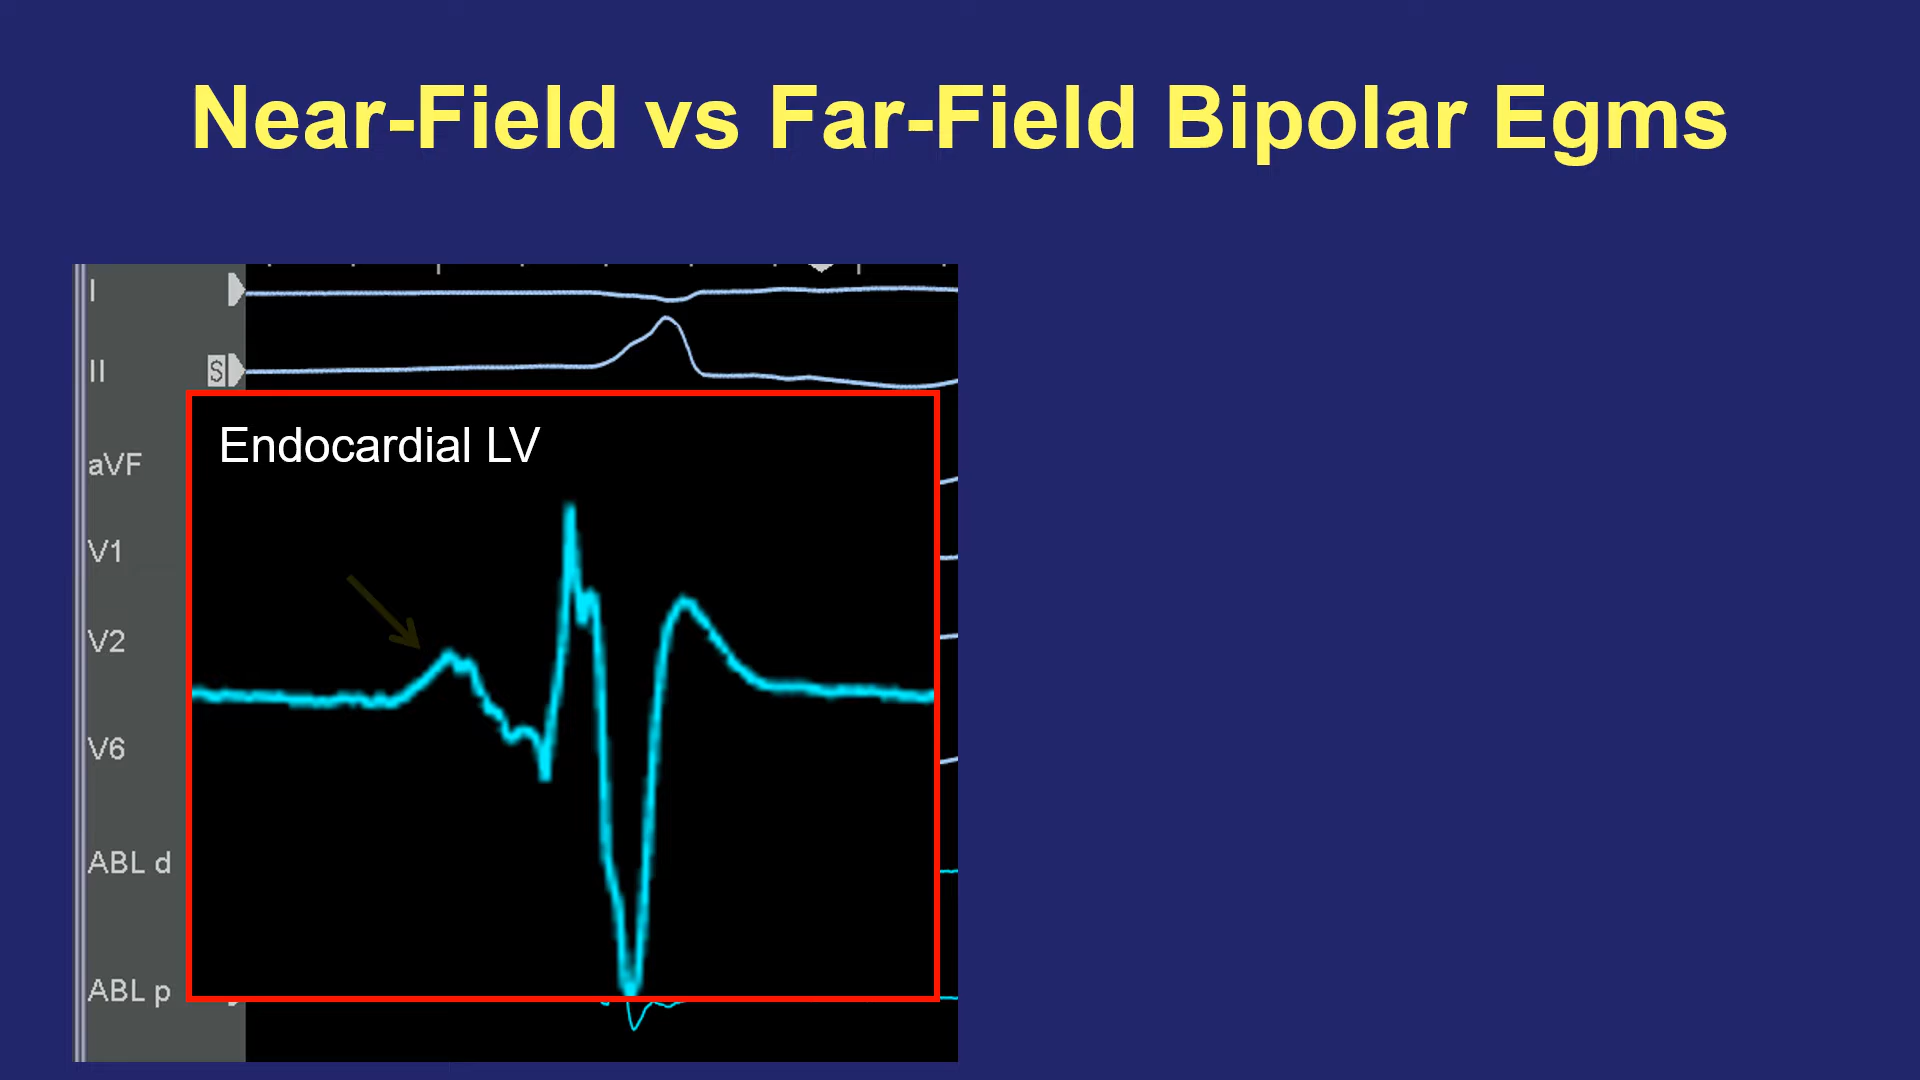 Near-Field vs Far-Field Bipolar Egms
I
II S
Endocardial LV
aVF
V1
V2
V6
ABL d
ABL p